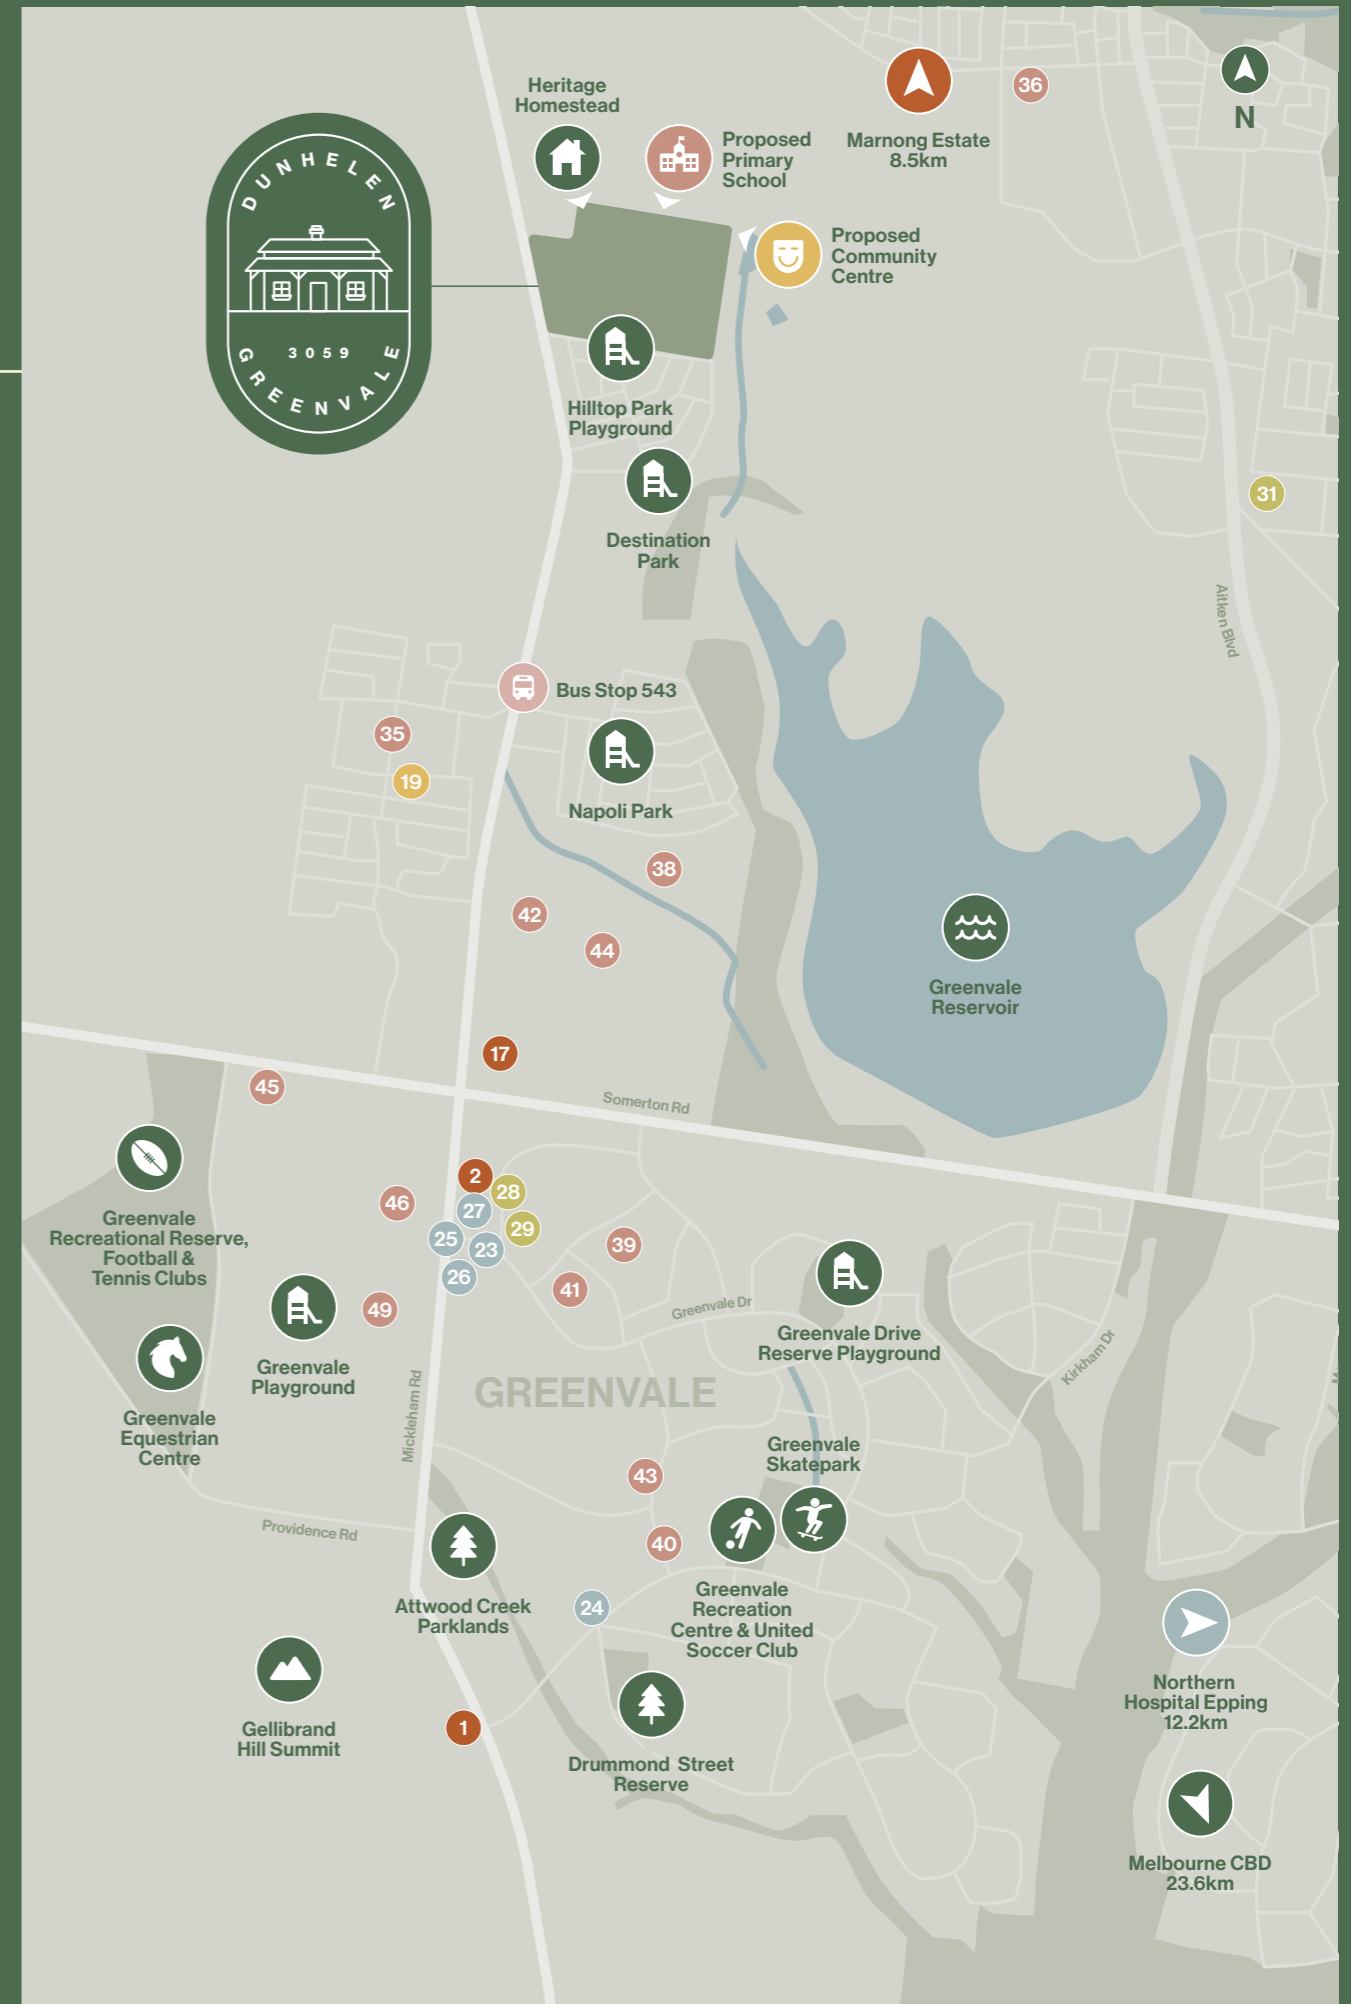 Heritage
Homestead
Proposed
Primary
School
Marnong Estate
8.5km
36
N
DUNHELEN
3059
GREENVALE
Proposed
Community
Centre
Hilltop Park
Playground
31
Destination
Park
Aitken Blvd
Bus Stop 543
35
19
Napoli Park
38
42
44
Greenvale
Reservoir
17
45
Somerton Rd
2
28
27
46
25
23
29
39
26
41
49
Greenvale
Recreational Reserve,
Football &
Tennis Clubs
Greenvale Dr
Greenvale Drive
Reserve Playground
Kirkham Dr
Greenvale
Playground
Mickleham Rd
GREENVALE
Greenvale
Equestrian
Centre
Greenvale
Skatepark
43
Providence Rd
40
Attwood Creek
Parklands
24
Greenvale
Recreation
Centre & United
Soccer Club
Northern
Hospital Epping
12.2km
Gellibrand
Hill Summit
1
Drummond Street
Reserve
Melbourne CBD
23.6km